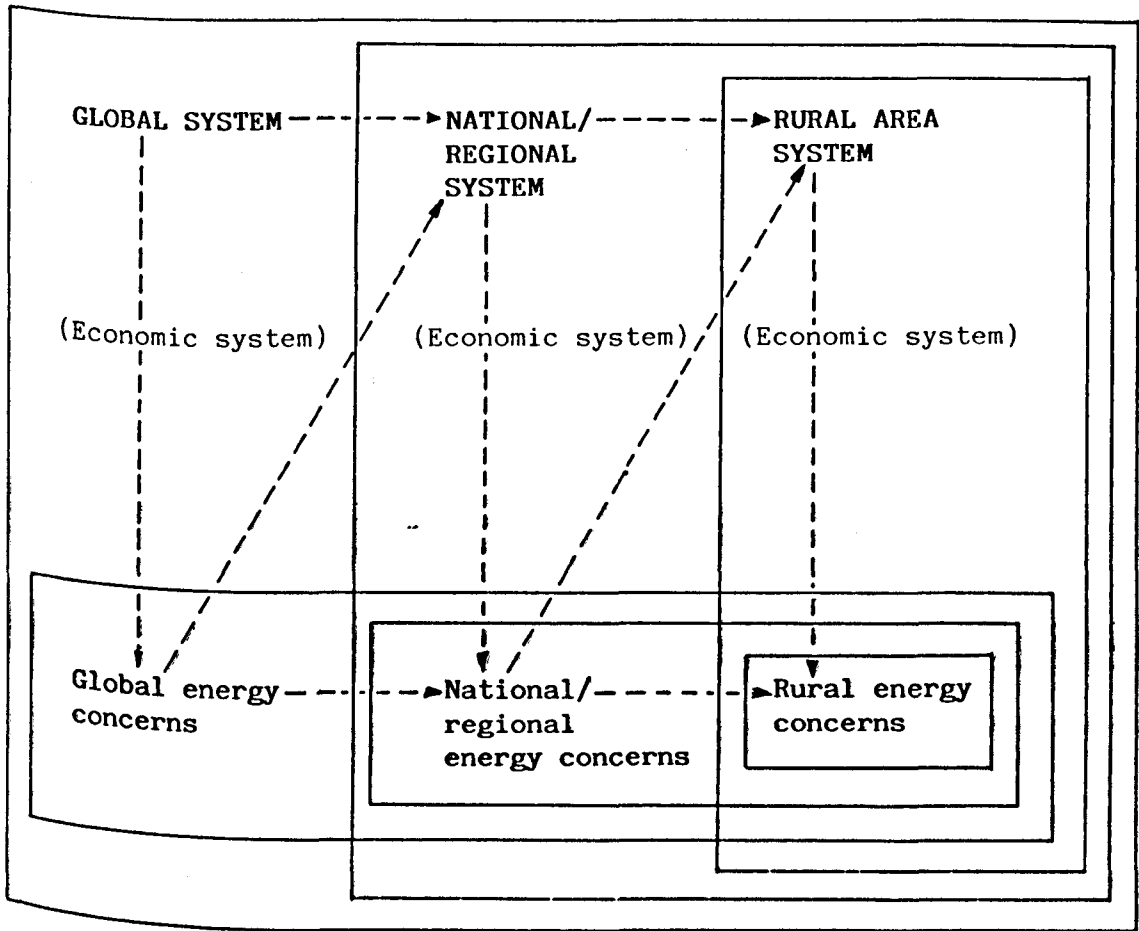 GLOBAL SYSTEM
NATIONAL/
REGIONAL
SYSTEM
RURAL AREA
SYSTEM
(Economic system)
(Economic system)
(Economic system)
Global energy
concerns
National/
regional
energy concerns
Rural energy
concerns